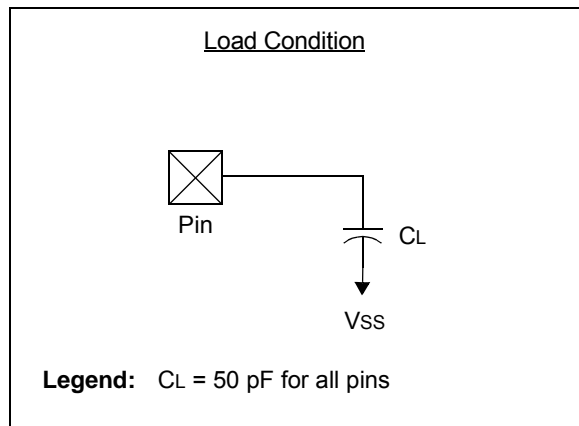 Load Condition
Pin
CL
VSS
Legend: CL = 50 pF for all pins